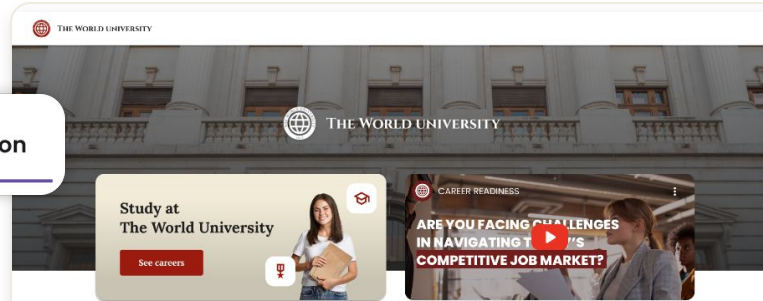 THE WORLD UNIVERSITY
THE WORLD UNIVERSITY
Study at
The World University
See careers
CAREER READINESS
ARE YOU FACING CHALLENGES
IN NAVIGATING
COMPETITIVE JOB MARKET?